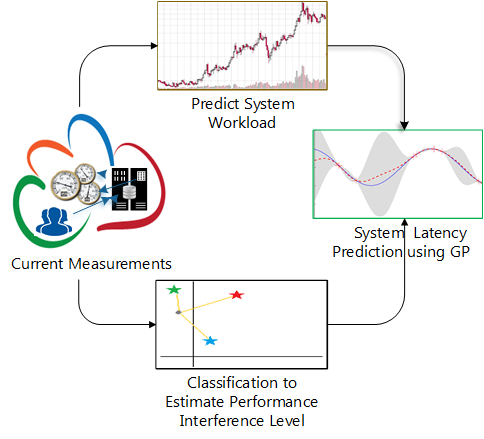 Predict System
Workload
System Latency
Prediction using GP
Current Measurements
Classification to
Estimate Performance
Interference Level